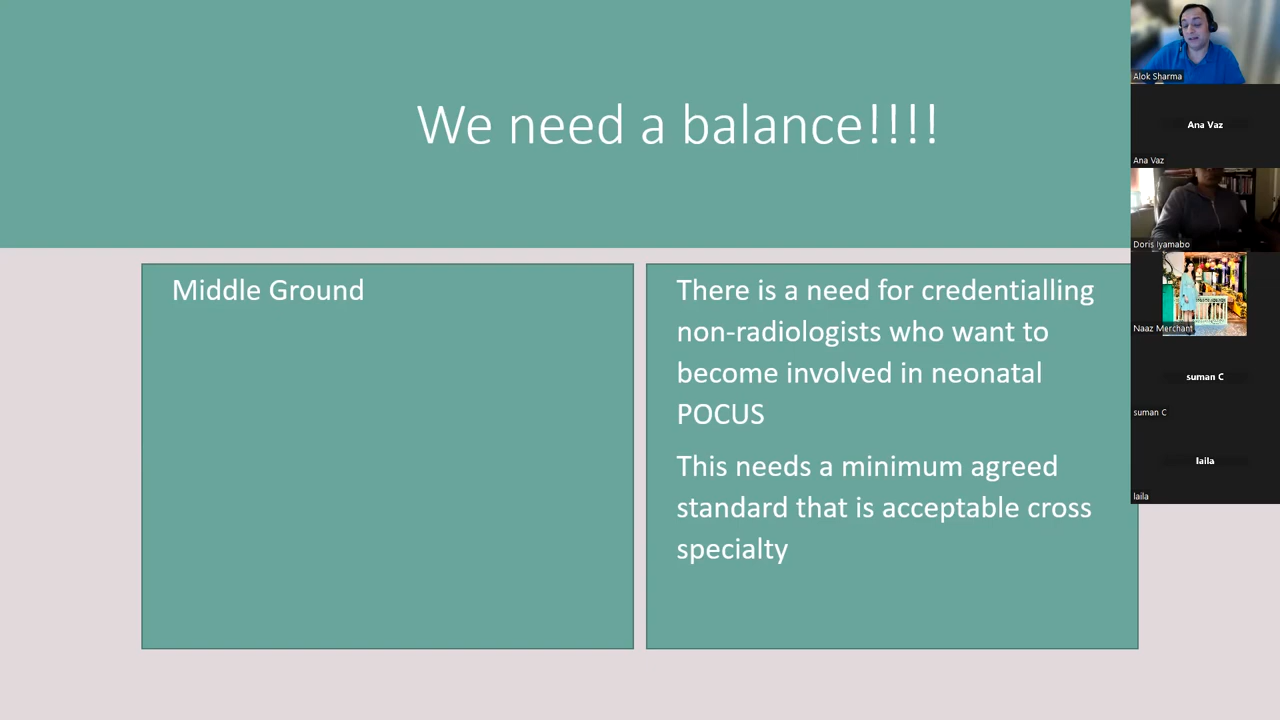 We need a balance!!!!
Middle Ground
There is a need for credentialling
non-radiologists who want to
become involved in neonatal
POCUS
This needs a minimum agreed
standard that is acceptable cross
specialty
Alok Sharma
Ana Vaz
Ana Vaz
Doris Iyamabo
Naaz Merchant
suman C
suman C
laila
laila